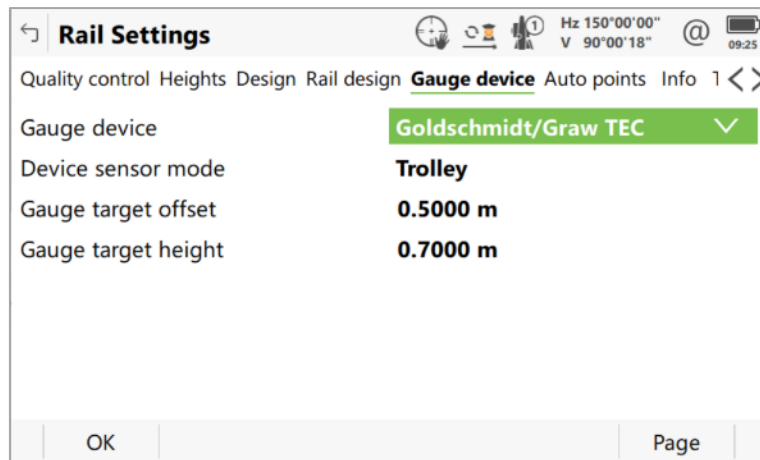 Rail Settings
1
Hz 150°00'00"
V 90°00'18"
@
09:25
Quality control Heights Design Rail design Gauge device Auto points Info
Gauge device Goldschmidt/Graw TEC
Device sensor mode Trolley
Gauge target offset 0.5000 m
Gauge target height 0.7000 m
OK Page